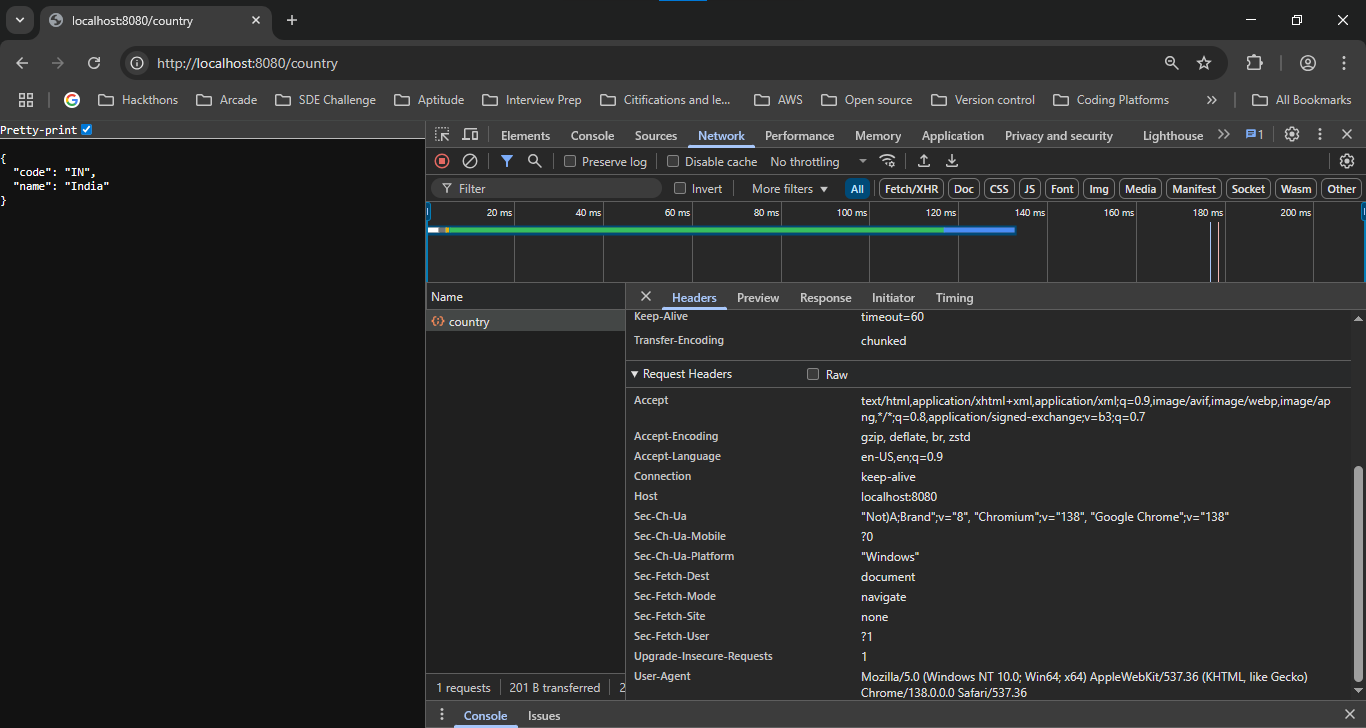 localhost:8080/country
http://localhost:8080/country
Hackthons
Arcade
SDE Challenge
Aptitude
Interview Prep
Citifications and le...
AWS
Open source
Version control
Coding Platforms
»
All Bookmarks
Pretty-print
{
"code": "IN",
"name": "India"
}
Elements Console Sources Network Performance Memory Application Privacy and security Lighthouse » 1
Preserve log Disable cache No throttling
Filter Invert More filters All Fetch/XHR Doc CSS JS Font Img Media Manifest Socket Wasm Other
20 ms 40 ms 60 ms 80 ms 100 ms 120 ms 140 ms 160 ms 180 ms 200 ms
Name
country
Headers Preview Response Initiator Timing
Keep-Alive timeout=60
Transfer-Encoding chunked
Request Headers Raw
Accept text/html,application/xhtml+xml,application/xml;q=0.9,image/avif,image/webp,image/ap
ng,*/*;q=0.8,application/signed-exchange;v=b3;q=0.7
Accept-Encoding gzip, deflate, br, zstd
Accept-Language en-US,en;q=0.9
Connection keep-alive
Host localhost:8080
Sec-Ch-Ua "Not)A;Brand";v="8", "Chromium";v="138", "Google Chrome";v="138"
Sec-Ch-Ua-Mobile ?0
Sec-Ch-Ua-Platform "Windows"
Sec-Fetch-Dest document
Sec-Fetch-Mode navigate
Sec-Fetch-Site none
Sec-Fetch-User ?1
Upgrade-Insecure-Requests 1
User-Agent Mozilla/5.0 (Windows NT 10.0; Win64; x64) AppleWebKit/537.36 (KHTML, like Gecko)
Chrome/138.0.0.0 Safari/537.36
1 requests 201 B transferred 2
Console Issues